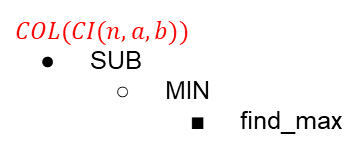 COL(CI(n, a, b))
● SUB
○ MIN
■ find_max